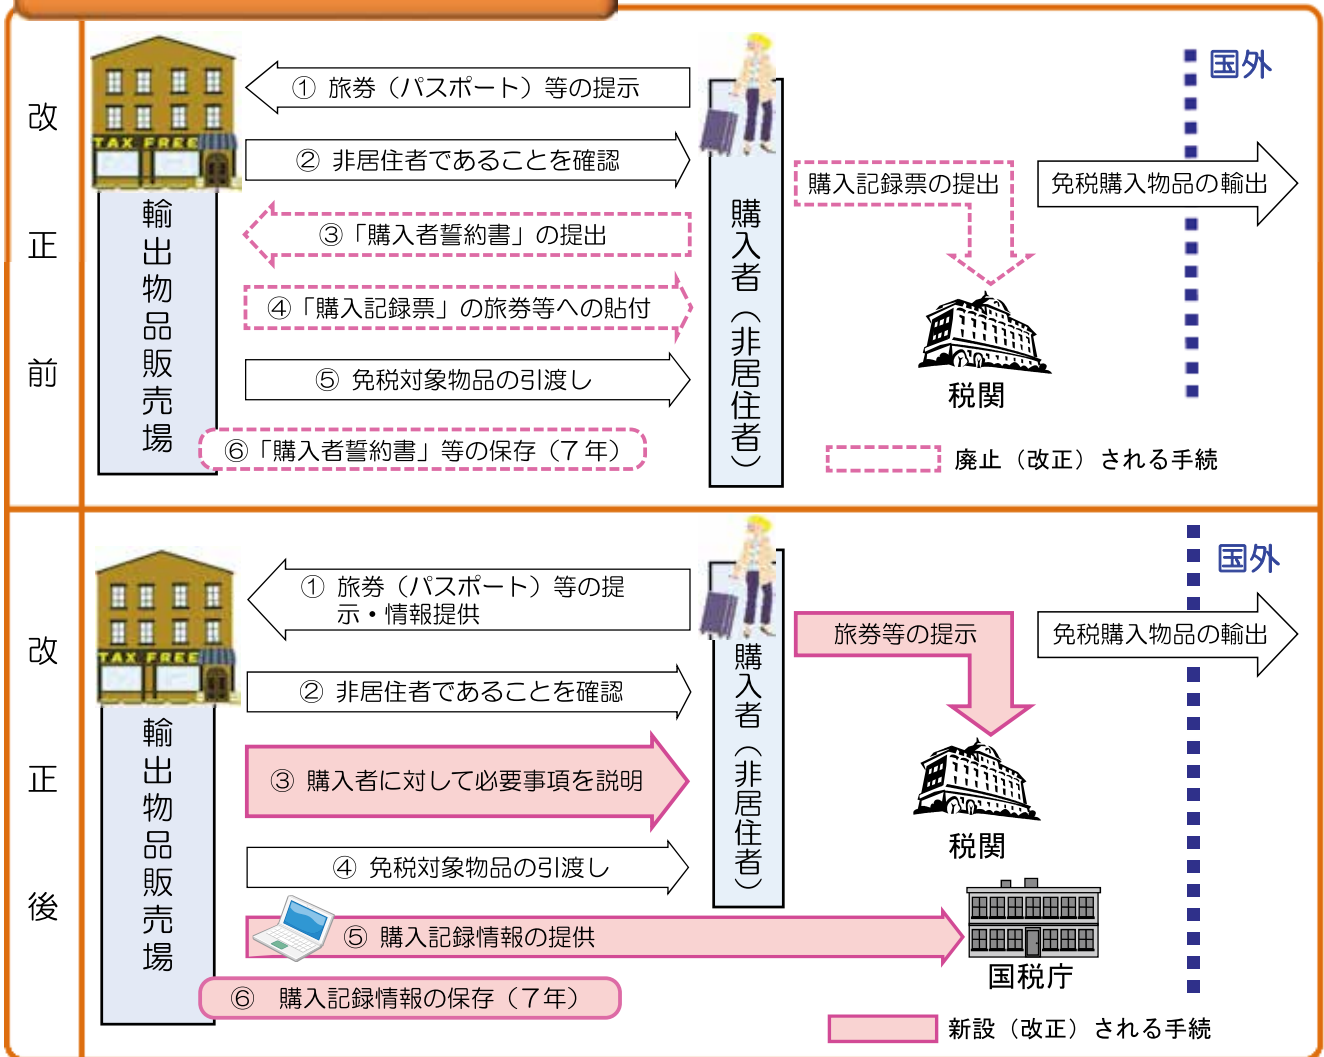 改正前
TAX FREE
輸出物品販売場
① 旅券（パスポート）等の提示
② 非居住者であることを確認
③「購入者誓約書」の提出
④「購入記録票」の旅券等への貼付
⑤ 免税対象物品の引渡し
⑥「購入者誓約書」等の保存（7年）
購入者（非居住者）
購入記録票の提出
税関
免税購入物品の輸出
国外
廃止（改正）される手続
改正後
TAX FREE
輸出物品販売場
① 旅券（パスポート）等の提
示・情報提供
② 非居住者であることを確認
③ 購入者に対して必要事項を説明
④ 免税対象物品の引渡し
⑤ 購入記録情報の提供
⑥ 購入記録情報の保存（7年）
購入者（非居住者）
旅券等の提示
税関
国税庁
免税購入物品の輸出
国外
新設（改正）される手続